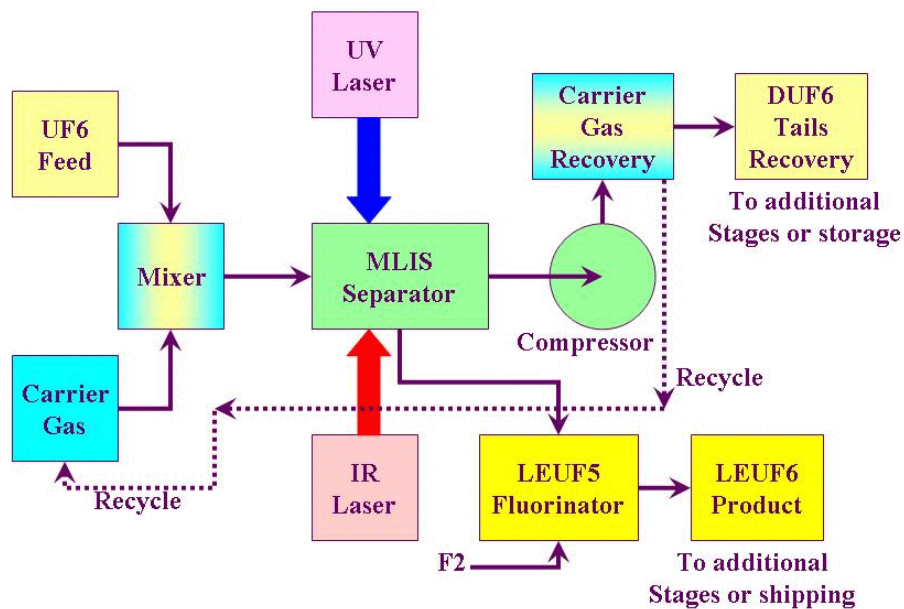 UV
Laser
UF6
Feed
Carrier
Gas
Recovery
DUF6
Tails
Recovery
To additional
Stages or storage
Mixer
MLIS
Separator
Compressor
Carrier
Gas
Recycle
Recycle
IR
Laser
LEUF5
Fluorinator
LEUF6
Product
F2
To additional
Stages or shipping